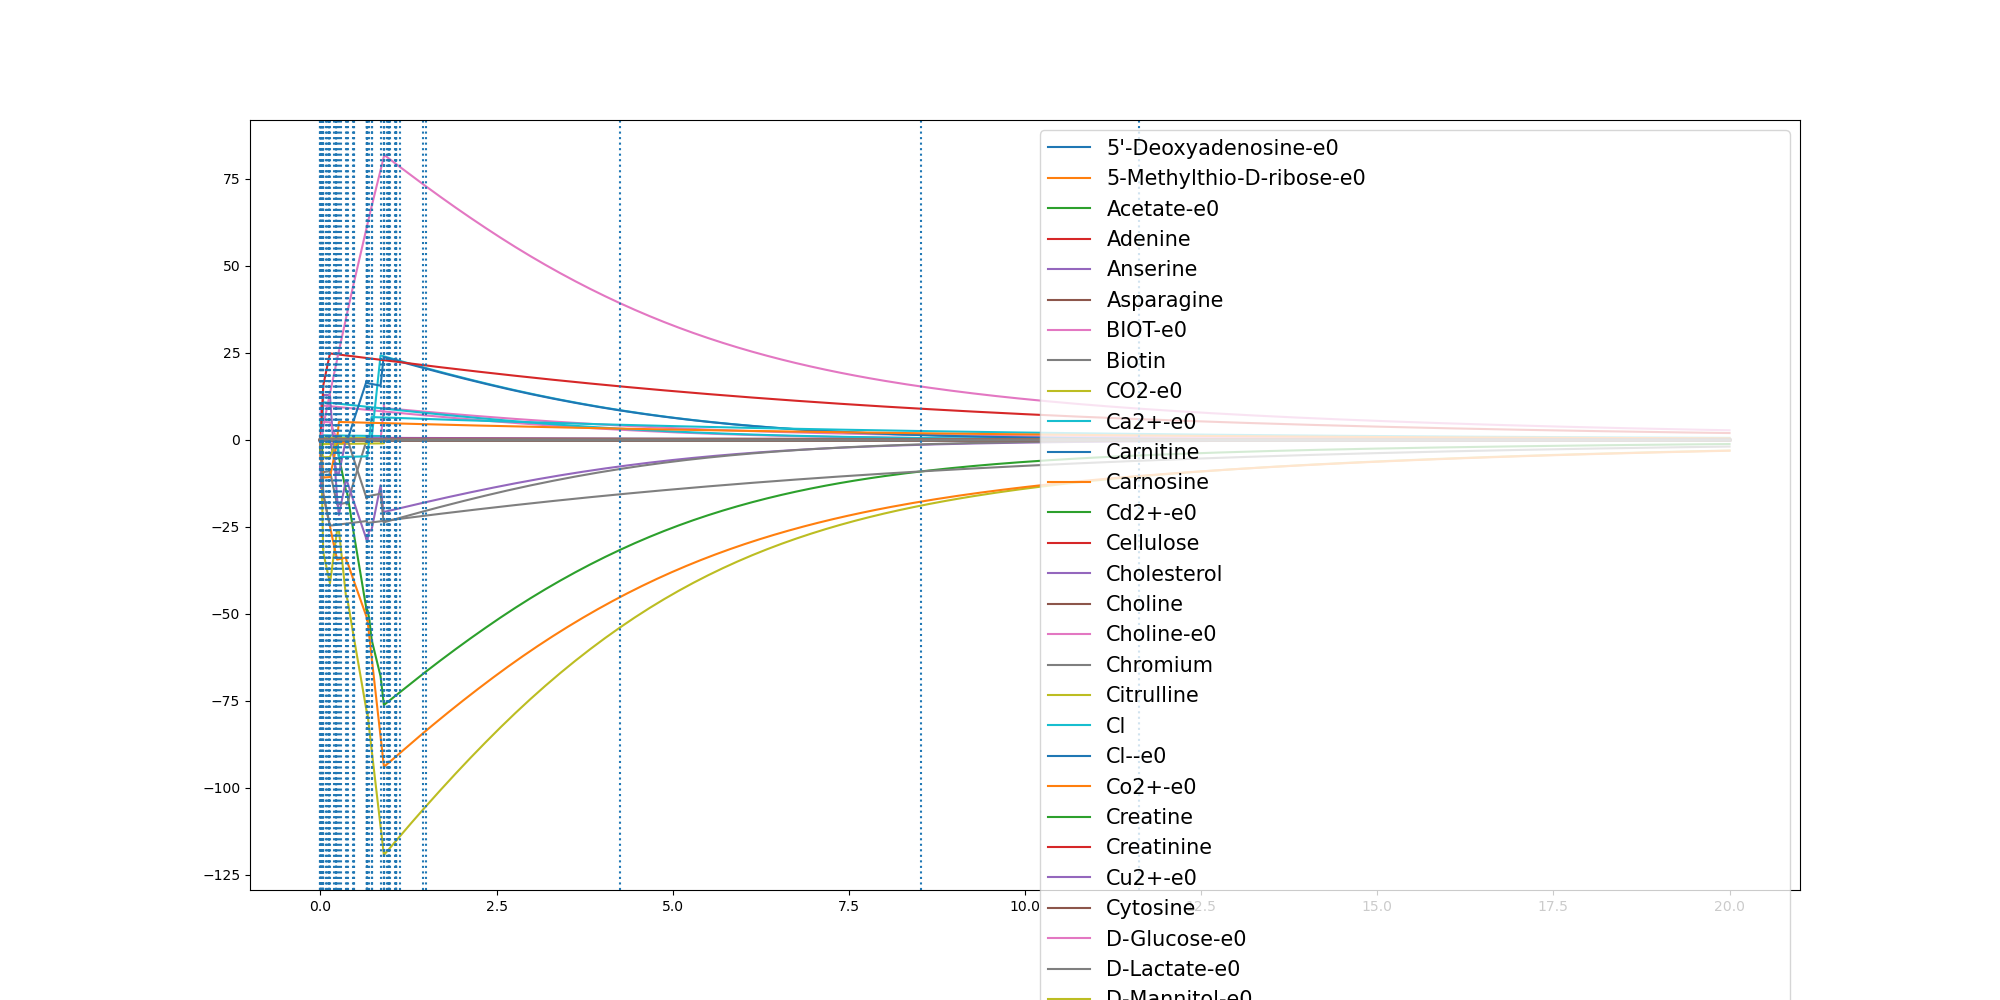 75
50
25
0
−25
−50
−75
−100
−125
0.0
2.5
5.0
7.5
10.0
12.5
15.0
17.5
20.0
5'-Deoxyadenosine-e0
5-Methylthio-D-ribose-e0
Acetate-e0
Adenine
Anserine
Asparagine
BIOT-e0
Biotin
CO2-e0
Ca2+-e0
Carnitine
Carnosine
Cd2+-e0
Cellulose
Cholesterol
Choline
Choline-e0
Chromium
Citrulline
Cl
Cl--e0
Co2+-e0
Creatine
Creatinine
Cu2+-e0
Cytosine
D-Glucose-e0
D-Lactate-e0
D-Mannitol-e0